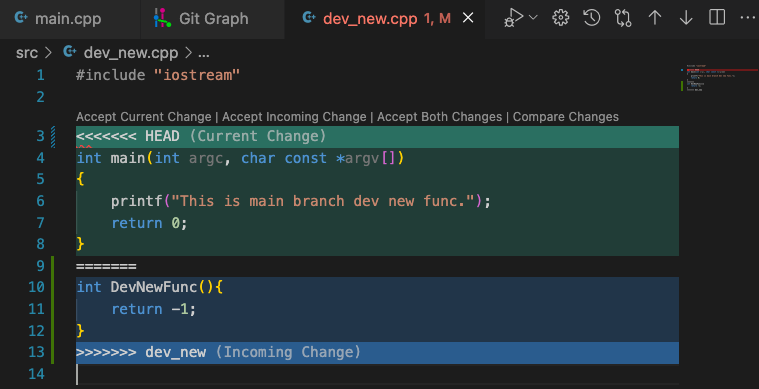 main.cpp Git Graph dev_new.cpp 1, M
src > dev_new.cpp > ...
1 #include "iostream"
2
Accept Current Change | Accept Incoming Change | Accept Both Changes | Compare Changes
3 <<<<<<< HEAD (Current Change)
4 int main(int argc, char const *argv[])
5 {
6     printf("This is main branch dev new func.");
7     return 0;
8 }
9 =======
10 int DevNewFunc(){
11     return -1;
12 }
13 >>>>>>> dev_new (Incoming Change)
14